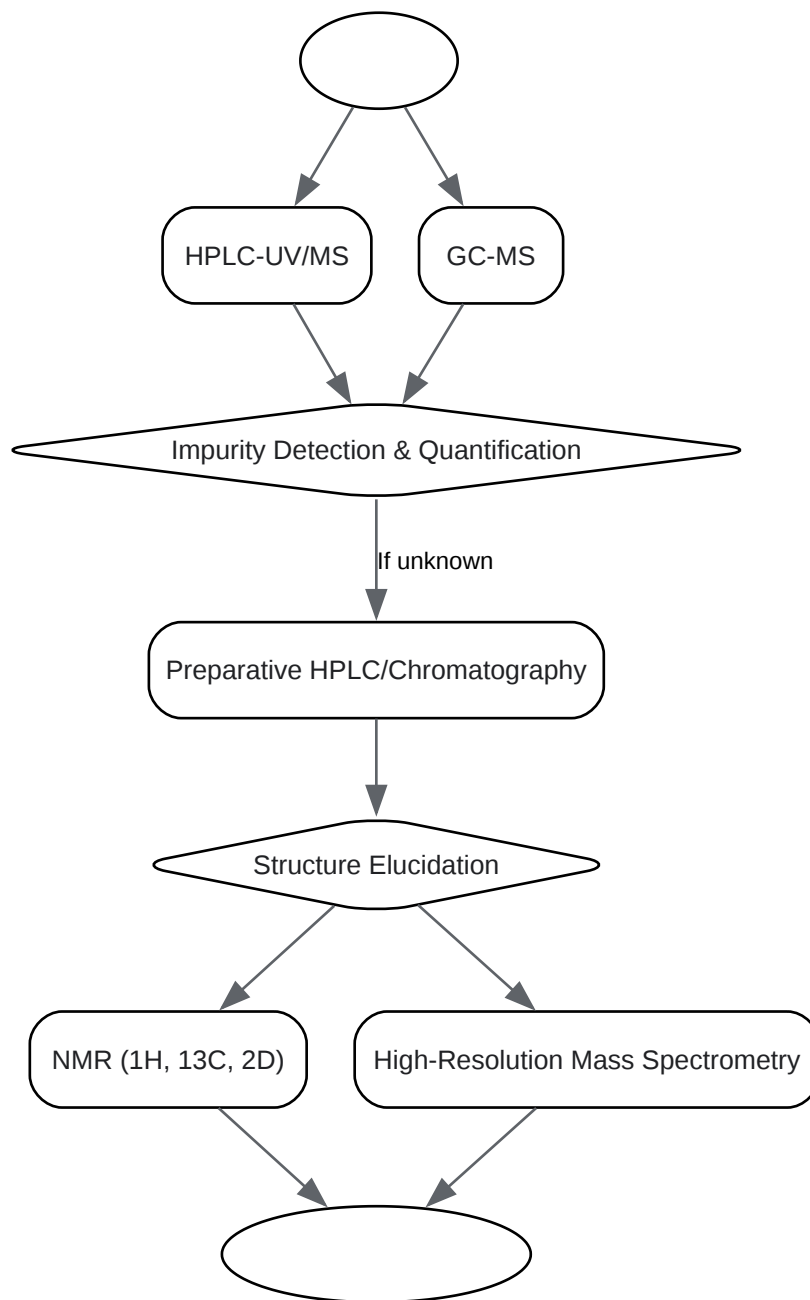 HPLC-UV/MS
GC-MS
Impurity Detection & Quantification
If unknown
Preparative HPLC/Chromatography
Structure Elucidation
NMR (1H, 13C, 2D)
High-Resolution Mass Spectrometry